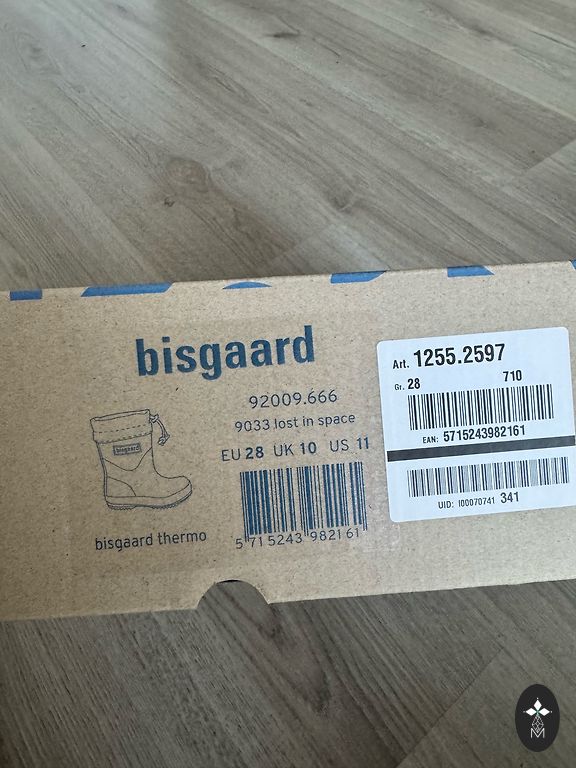 bisgaard
92009.666
9033 lost in space
EU 28 UK 10 US 11
bisgaard
bisgaard thermo
5 715243 982161
Art. 1255.2597
Gr. 28 710
EAN: 5715243982161
UID: I00070741 341
M